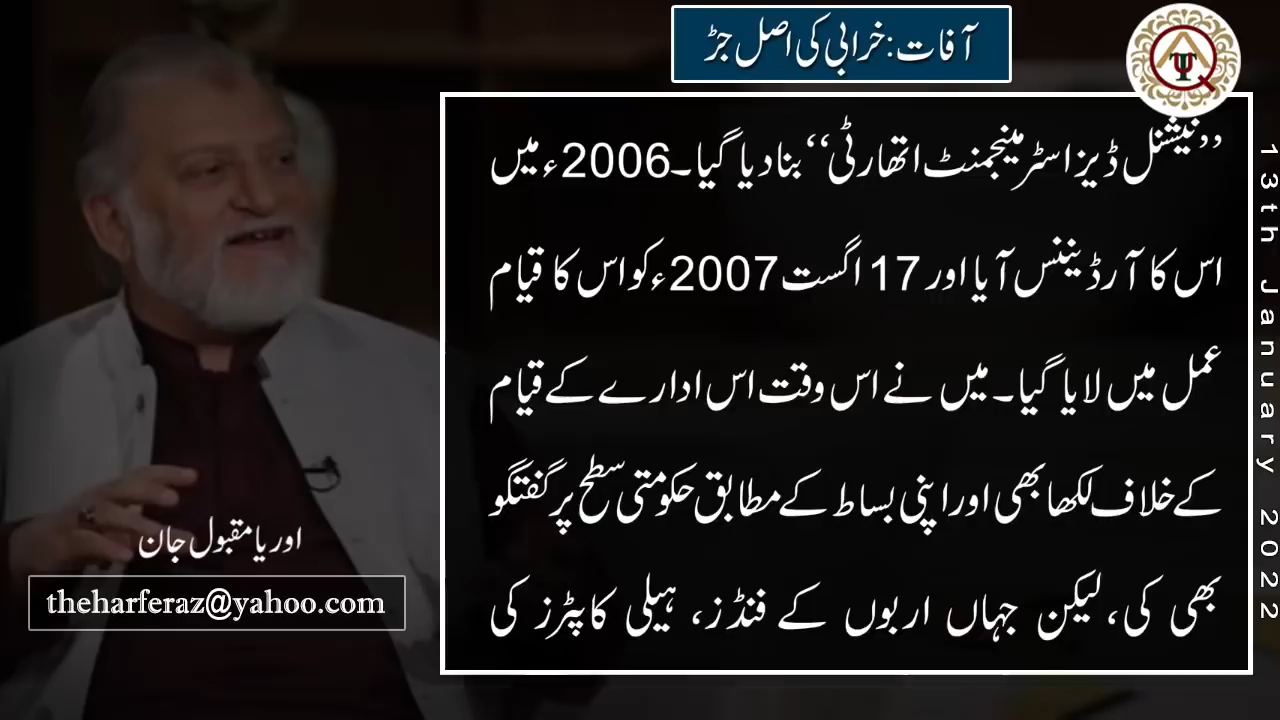 آفات: خرابی کی اصل جڑ
”نیشنل ڈیزاسٹر مینجمنٹ اتھارٹی“ بنا دیا گیا۔ 2006ء میں
اس کا آرڈیننس آیا اور 17 اگست 2007ء کو اس کا قیام
عمل میں لایا گیا۔ میں نے اس وقت اس ادارے کے قیام
کے خلاف لکھا بھی اور اپنی بساط کے مطابق حکومتی سطح پر گفتگو
بھی کی، لیکن جہاں اربوں کے فنڈز، ہیلی کاپٹرز کی
اوریا مقبول جان
theharferaz@yahoo.com
13th January 2022